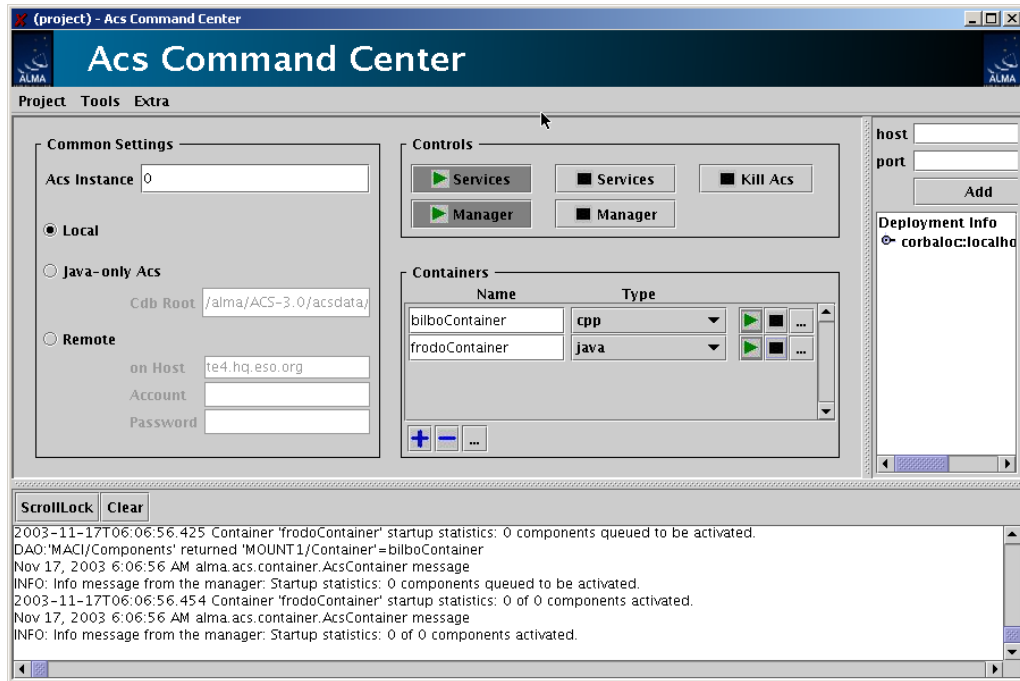 (project) - Acs Command Center
ALMA
Acs Command Center
ALMA
Project Tools Extra
Common Settings
Acs Instance 0
Local
Java-only Acs
Cdb Root /alma/ACS-3.0/acsdata/
Remote
on Host te4.hq.eso.org
Account
Password
Controls
Services Services Kill Acs
Manager Manager
Containers
Name Type
bilboContainer cpp ...
frodoContainer java ...
+ − ...
host
port
Add
Deployment Info
corbaloc::localho
ScrollLock Clear
2003-11-17T06:06:56.425 Container 'frodoContainer' startup statistics: 0 components queued to be activated.
DAO:'MACI/Components' returned 'MOUNT1/Container'=bilboContainer
Nov 17, 2003 6:06:56 AM alma.acs.container.AcsContainer message
INFO: Info message from the manager: Startup statistics: 0 components queued to be activated.
2003-11-17T06:06:56.454 Container 'frodoContainer' startup statistics: 0 of 0 components activated.
Nov 17, 2003 6:06:56 AM alma.acs.container.AcsContainer message
INFO: Info message from the manager: Startup statistics: 0 of 0 components activated.